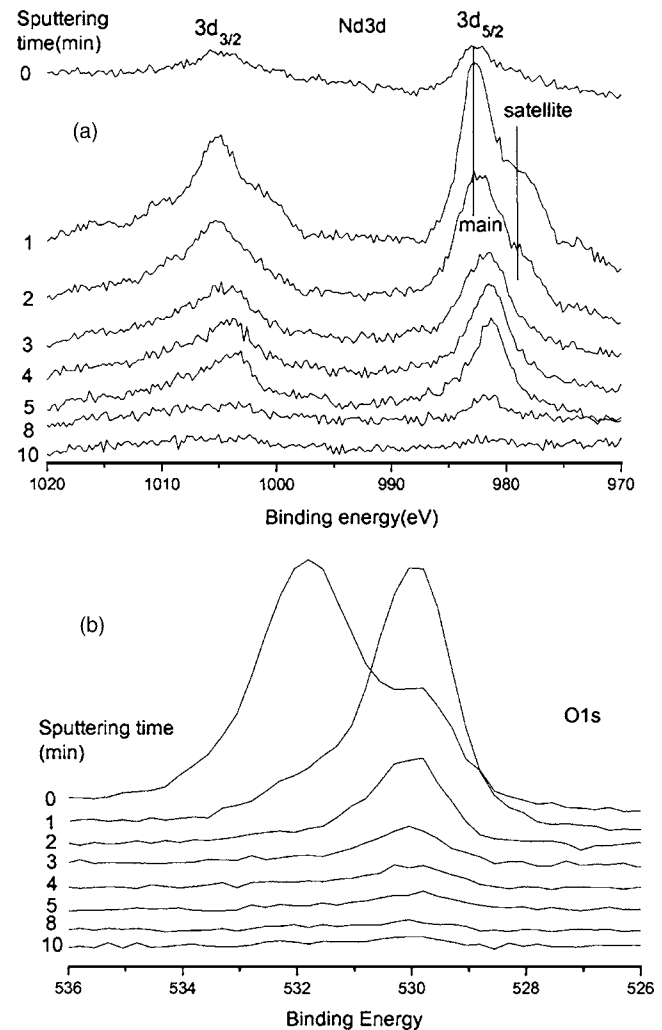 Sputtering
time(min)
3d3/2
Nd3d
3d5/2
0
(a)
satellite
main
1
2
3
4
5
8
10
1020
1010
1000
990
980
970
Binding energy(eV)
(b)
O1s
Sputtering time
(min)
0
1
2
3
4
5
8
10
536
534
532
530
528
526
Binding Energy